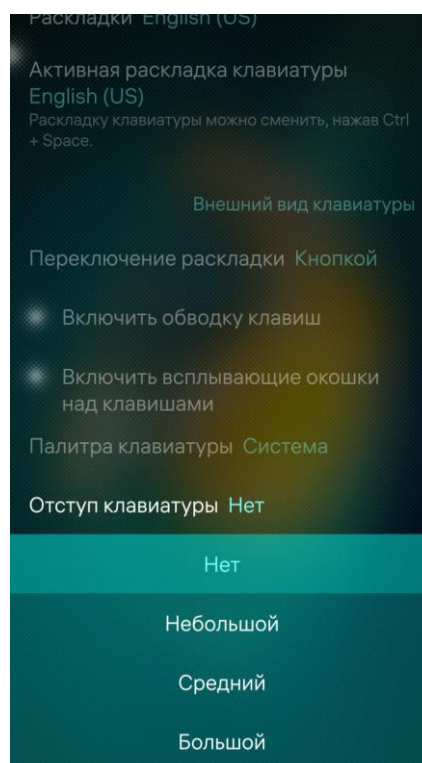 Раскладки English (US)
Активная раскладка клавиатуры
English (US)
Раскладку клавиатуры можно сменить, нажав Ctrl
+ Space.
Внешний вид клавиатуры
Переключение раскладки Кнопкой
Включить обводку клавиш
Включить всплывающие окошки
над клавишами
Палитра клавиатуры Система
Отступ клавиатуры Нет
Нет
Небольшой
Средний
Большой